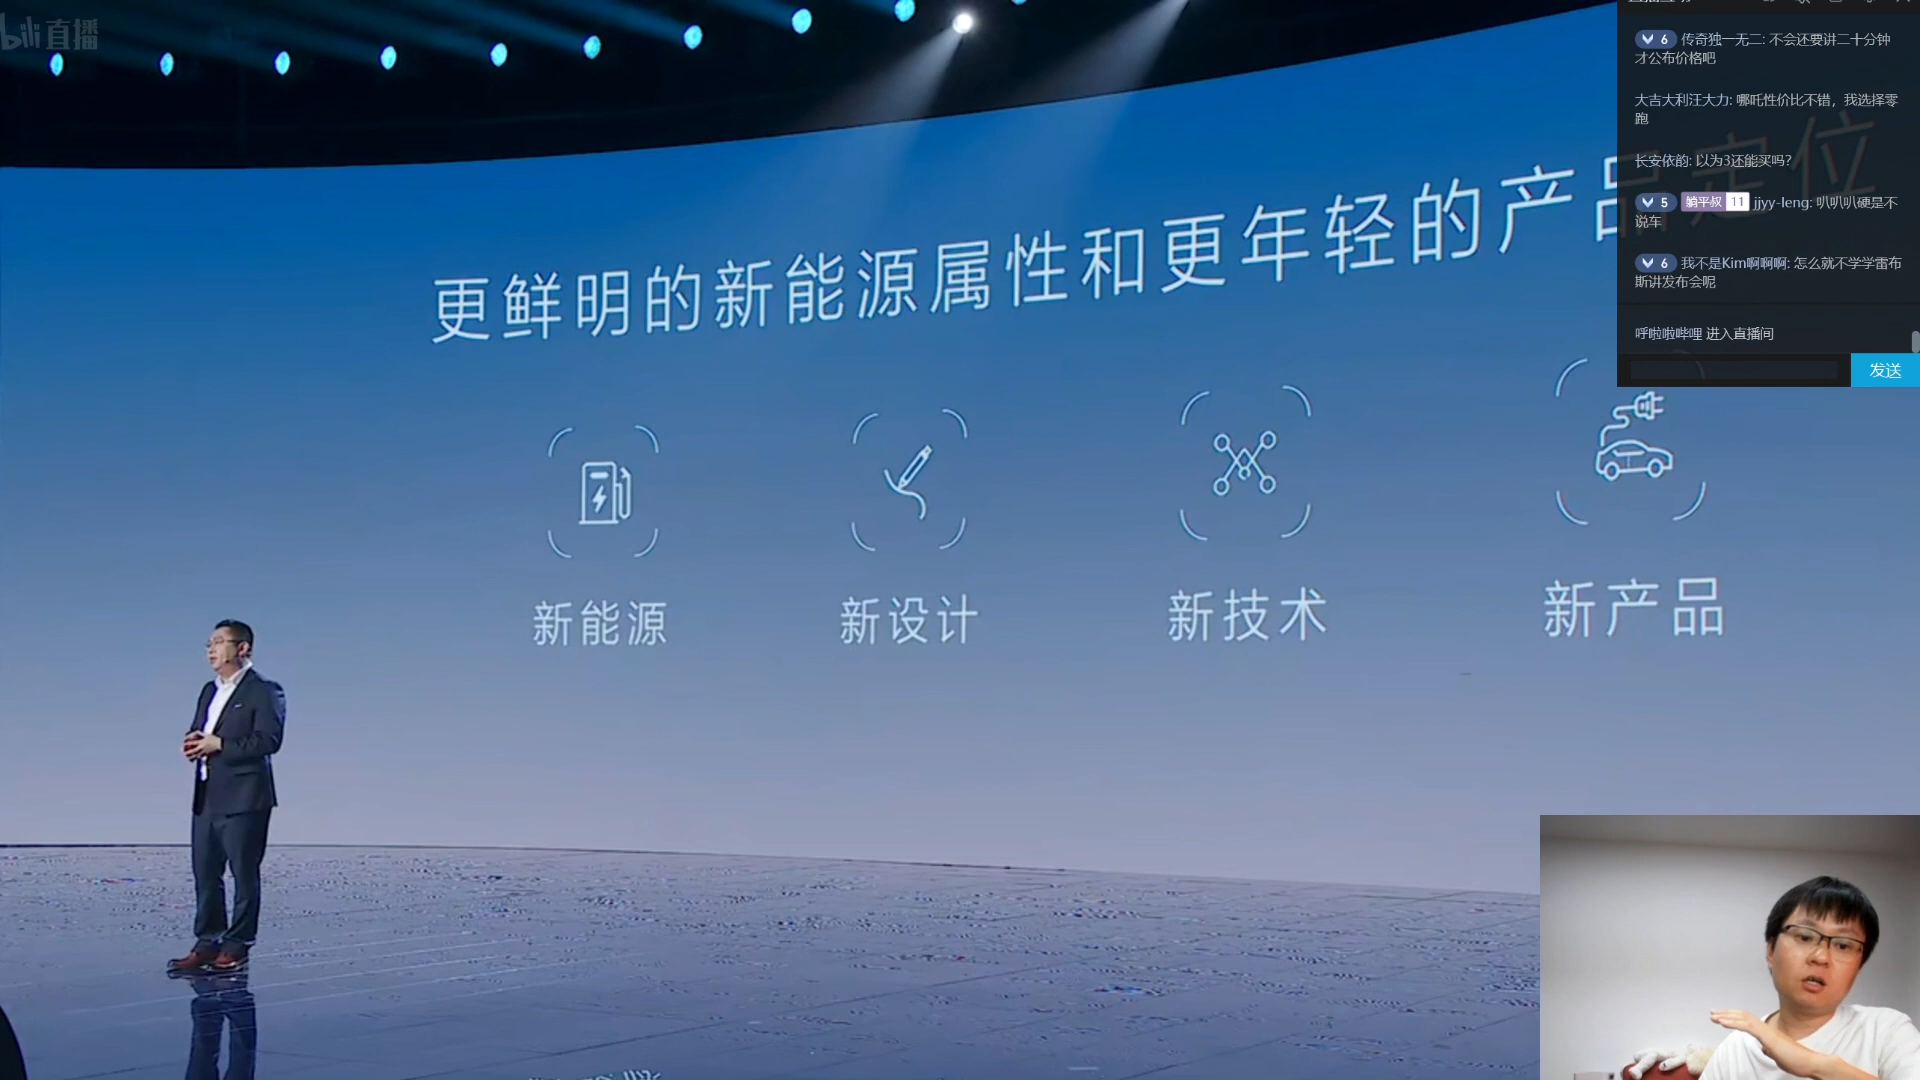 bili 直播
更鲜明的新能源属性和更年轻的产品定位
新能源
新设计
新技术
新产品
6 传奇独一无二: 不会还要讲二十分钟
才公布价格吧
大吉大利汪大力: 哪吒性价比不错，我选择零
跑
长安依韵: 以为3还能买吗?
5 躺平叔 11 jjyy-leng: 叭叭叭硬是不
说车
6 我不是Kim啊啊啊: 怎么就不学学雷布
斯讲发布会呢
呼啦啦哔哩 进入直播间
发送